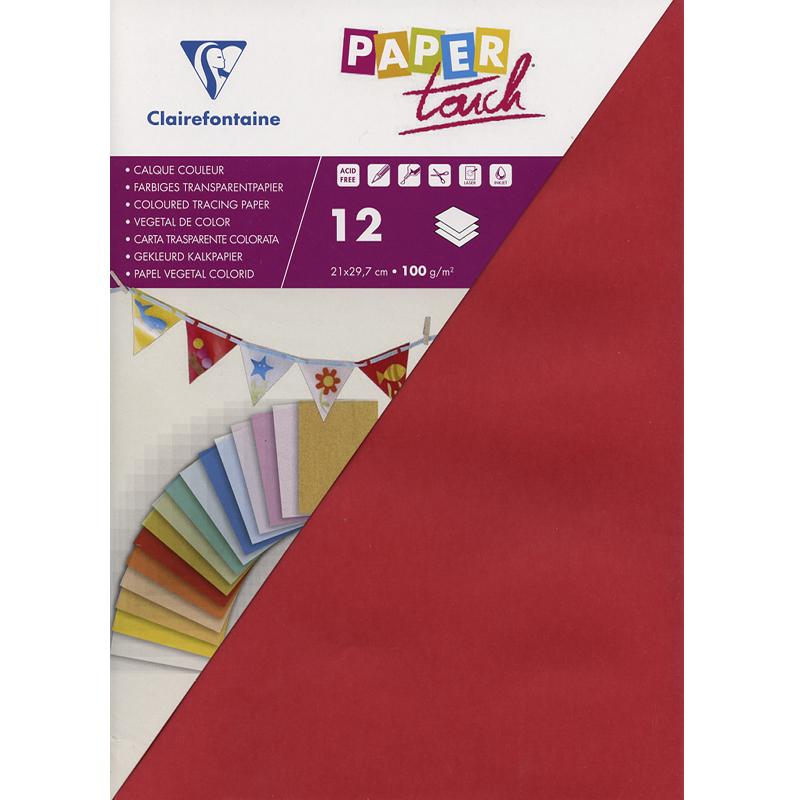 Clairefontaine
PAPER
touch
• CALQUE COULEUR
• FARBIGES TRANSPARENTPAPIER
• COLOURED TRACING PAPER
• VEGETAL DE COLOR
• CARTA TRASPARENTE COLORATA
• GEKLEURD KALKPAPIER
• PAPEL VEGETAL COLORID
ACID
FREE
LASER
INKJET
12
21x29,7 cm • 100 g/m²